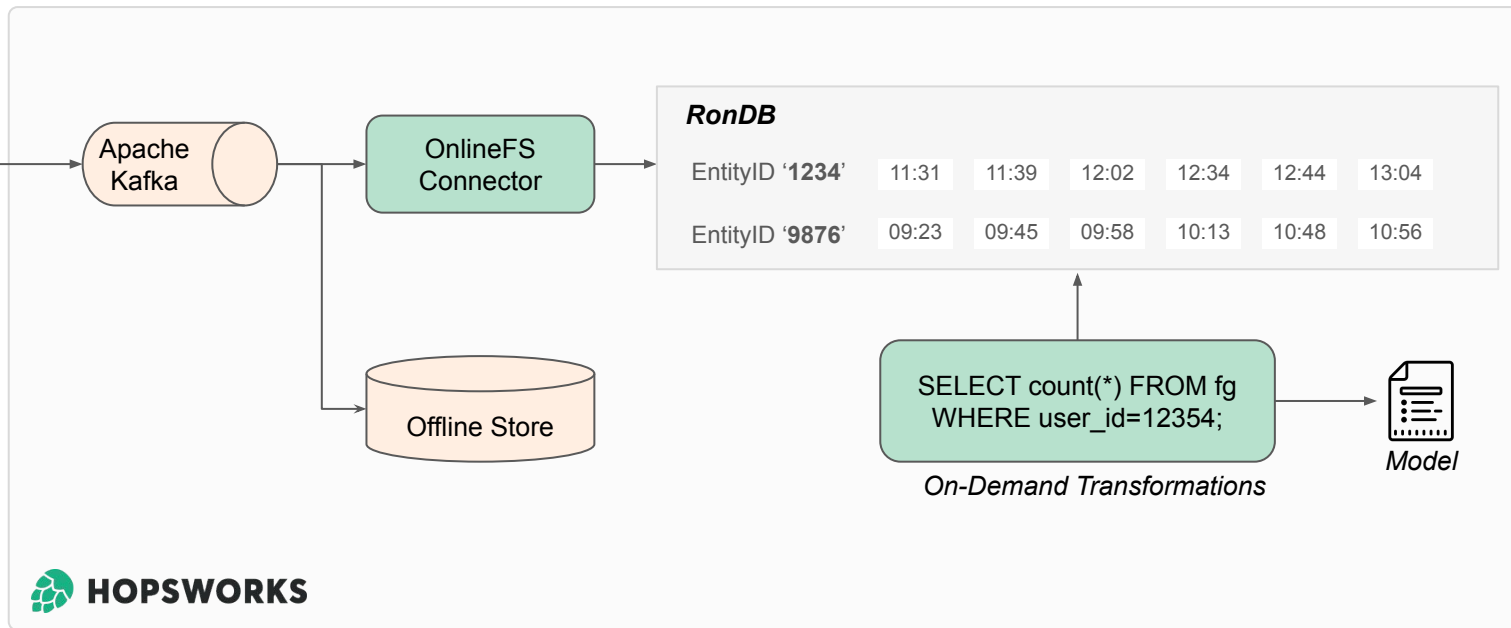 Apache
Kafka
OnlineFS
Connector
RonDB
EntityID ‘1234’ 11:31 11:39 12:02 12:34 12:44 13:04
EntityID ‘9876’ 09:23 09:45 09:58 10:13 10:48 10:56
Offline Store
SELECT count(*) FROM fg
WHERE user_id=12354;
On-Demand Transformations
Model
HOPSWORKS